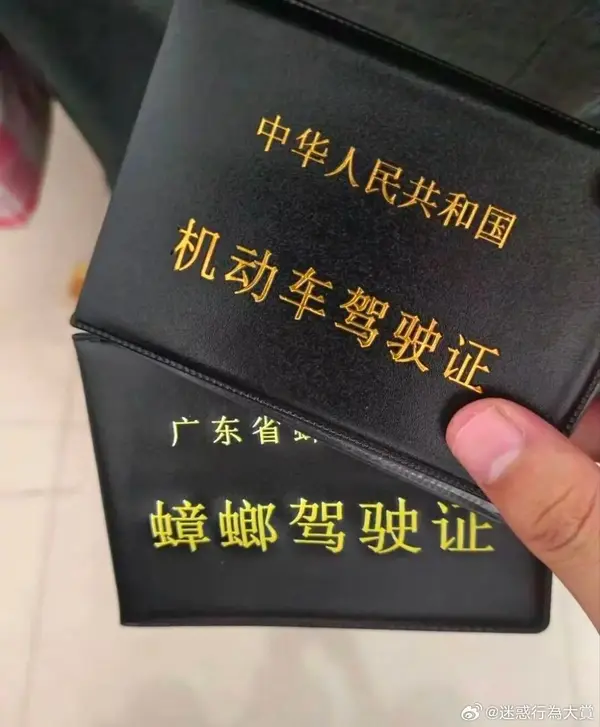 中华人民共和国
机动车驾驶证
广东省
蟑螂驾驶证
@迷惑行為大赏